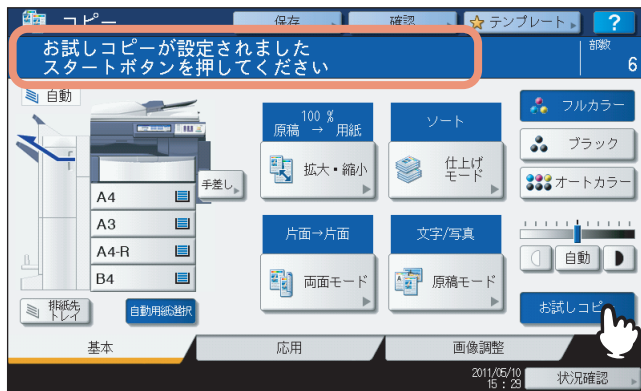 コピー
保存
確認
テンプレート
?
お試しコピーが設定されました
スタートボタンを押してください
部数
6
自動
手差し
A4
A3
A4-R
B4
排紙先
トレイ
自動用紙選択
100 %
原稿 → 用紙
拡大・縮小
ソート
仕上げ
モード
片面→片面
両面モード
文字/写真
原稿モード
フルカラー
ブラック
オートカラー
自動
お試しコピー
基本
応用
画像調整
2011/05/10
15 : 29
状況確認